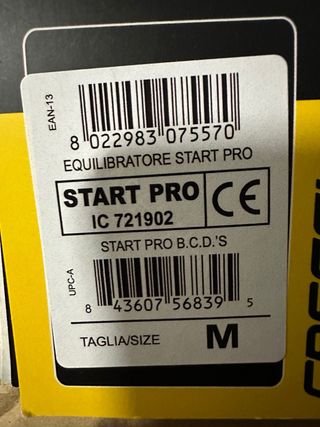 EAN-13
8 022983 075570
EQUILIBRATORE START PRO
START PRO
IC 721902
CE
START PRO B.C.D.'S
UPC-A
8 43607 56839 5
TAGLIA/SIZE M